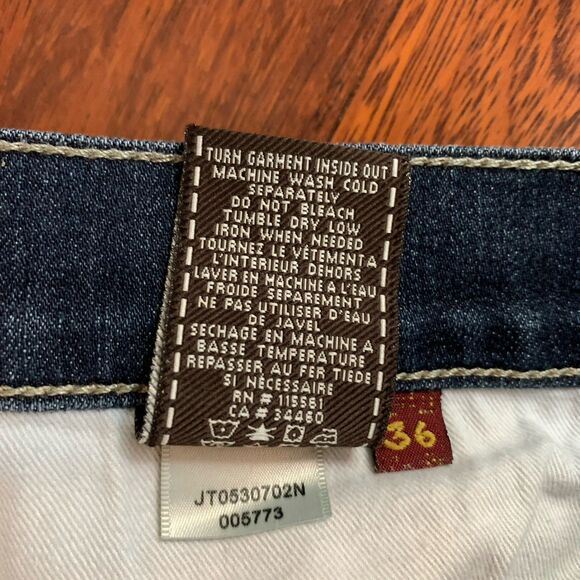 TURN GARMENT INSIDE OUT
MACHINE WASH COLD
SEPARATELY
DO NOT BLEACH
TUMBLE DRY LOW
IRON WHEN NEEDED
TOURNEZ LE VÊTEMENT A
L'INTERIEUR DEHORS
LAVER EN MACHINE A L'EAU
FROIDE SEPAREMENT
NE PAS UTILISER D'EAU
DE JAVEL
SECHAGE EN MACHINE A
BASSE TEMPERATURE
REPASSER AU FER TIEDE
SI NÉCESSAIRE
RN # 115561
CA # 34460
36
JT0530702N
005773